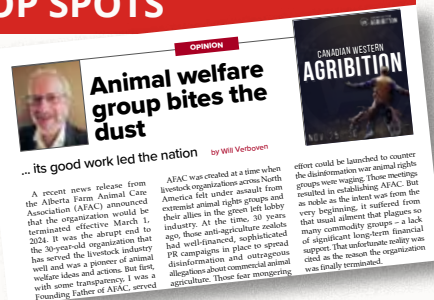 OP SPOTS
OPINION
Animal welfare
group bites the
dust
... its good work led the nation
by Will Verboven
A recent news release from
the Alberta Farm Animal Care
Association (AFAC) announced
that the organization would be
terminated effective March 1,
2024. It was the abrupt end to
the 30-year-old organization that
has served the livestock industry
well and was a pioneer of animal
welfare ideas and actions. But first,
with some transparency. I was a
Founding Father of AFAC, served
AFAC was created at a time when
livestock organizations across North
America felt under assault from
extremist animal rights groups and
their allies in the green left lobby
industry. At the time, 30 years
ago, those anti-agriculture zealots
had well-financed, sophisticated
PR campaigns in place to spread
disinformation and outrageous
allegations about commercial animal
agriculture. Those fear mongering
effort could be launched to counter
the disinformation war animal rights
groups were waging. Those meetings
resulted in establishing AFAC. But
as noble as the intent was from the
very beginning, it suffered from
that usual ailment that plagues so
many commodity groups – a lack
of significant long-term financial
support. That unfortunate reality was
cited as the reason the organization
was finally terminated.
CANADIAN WESTERN
AGRIBITION